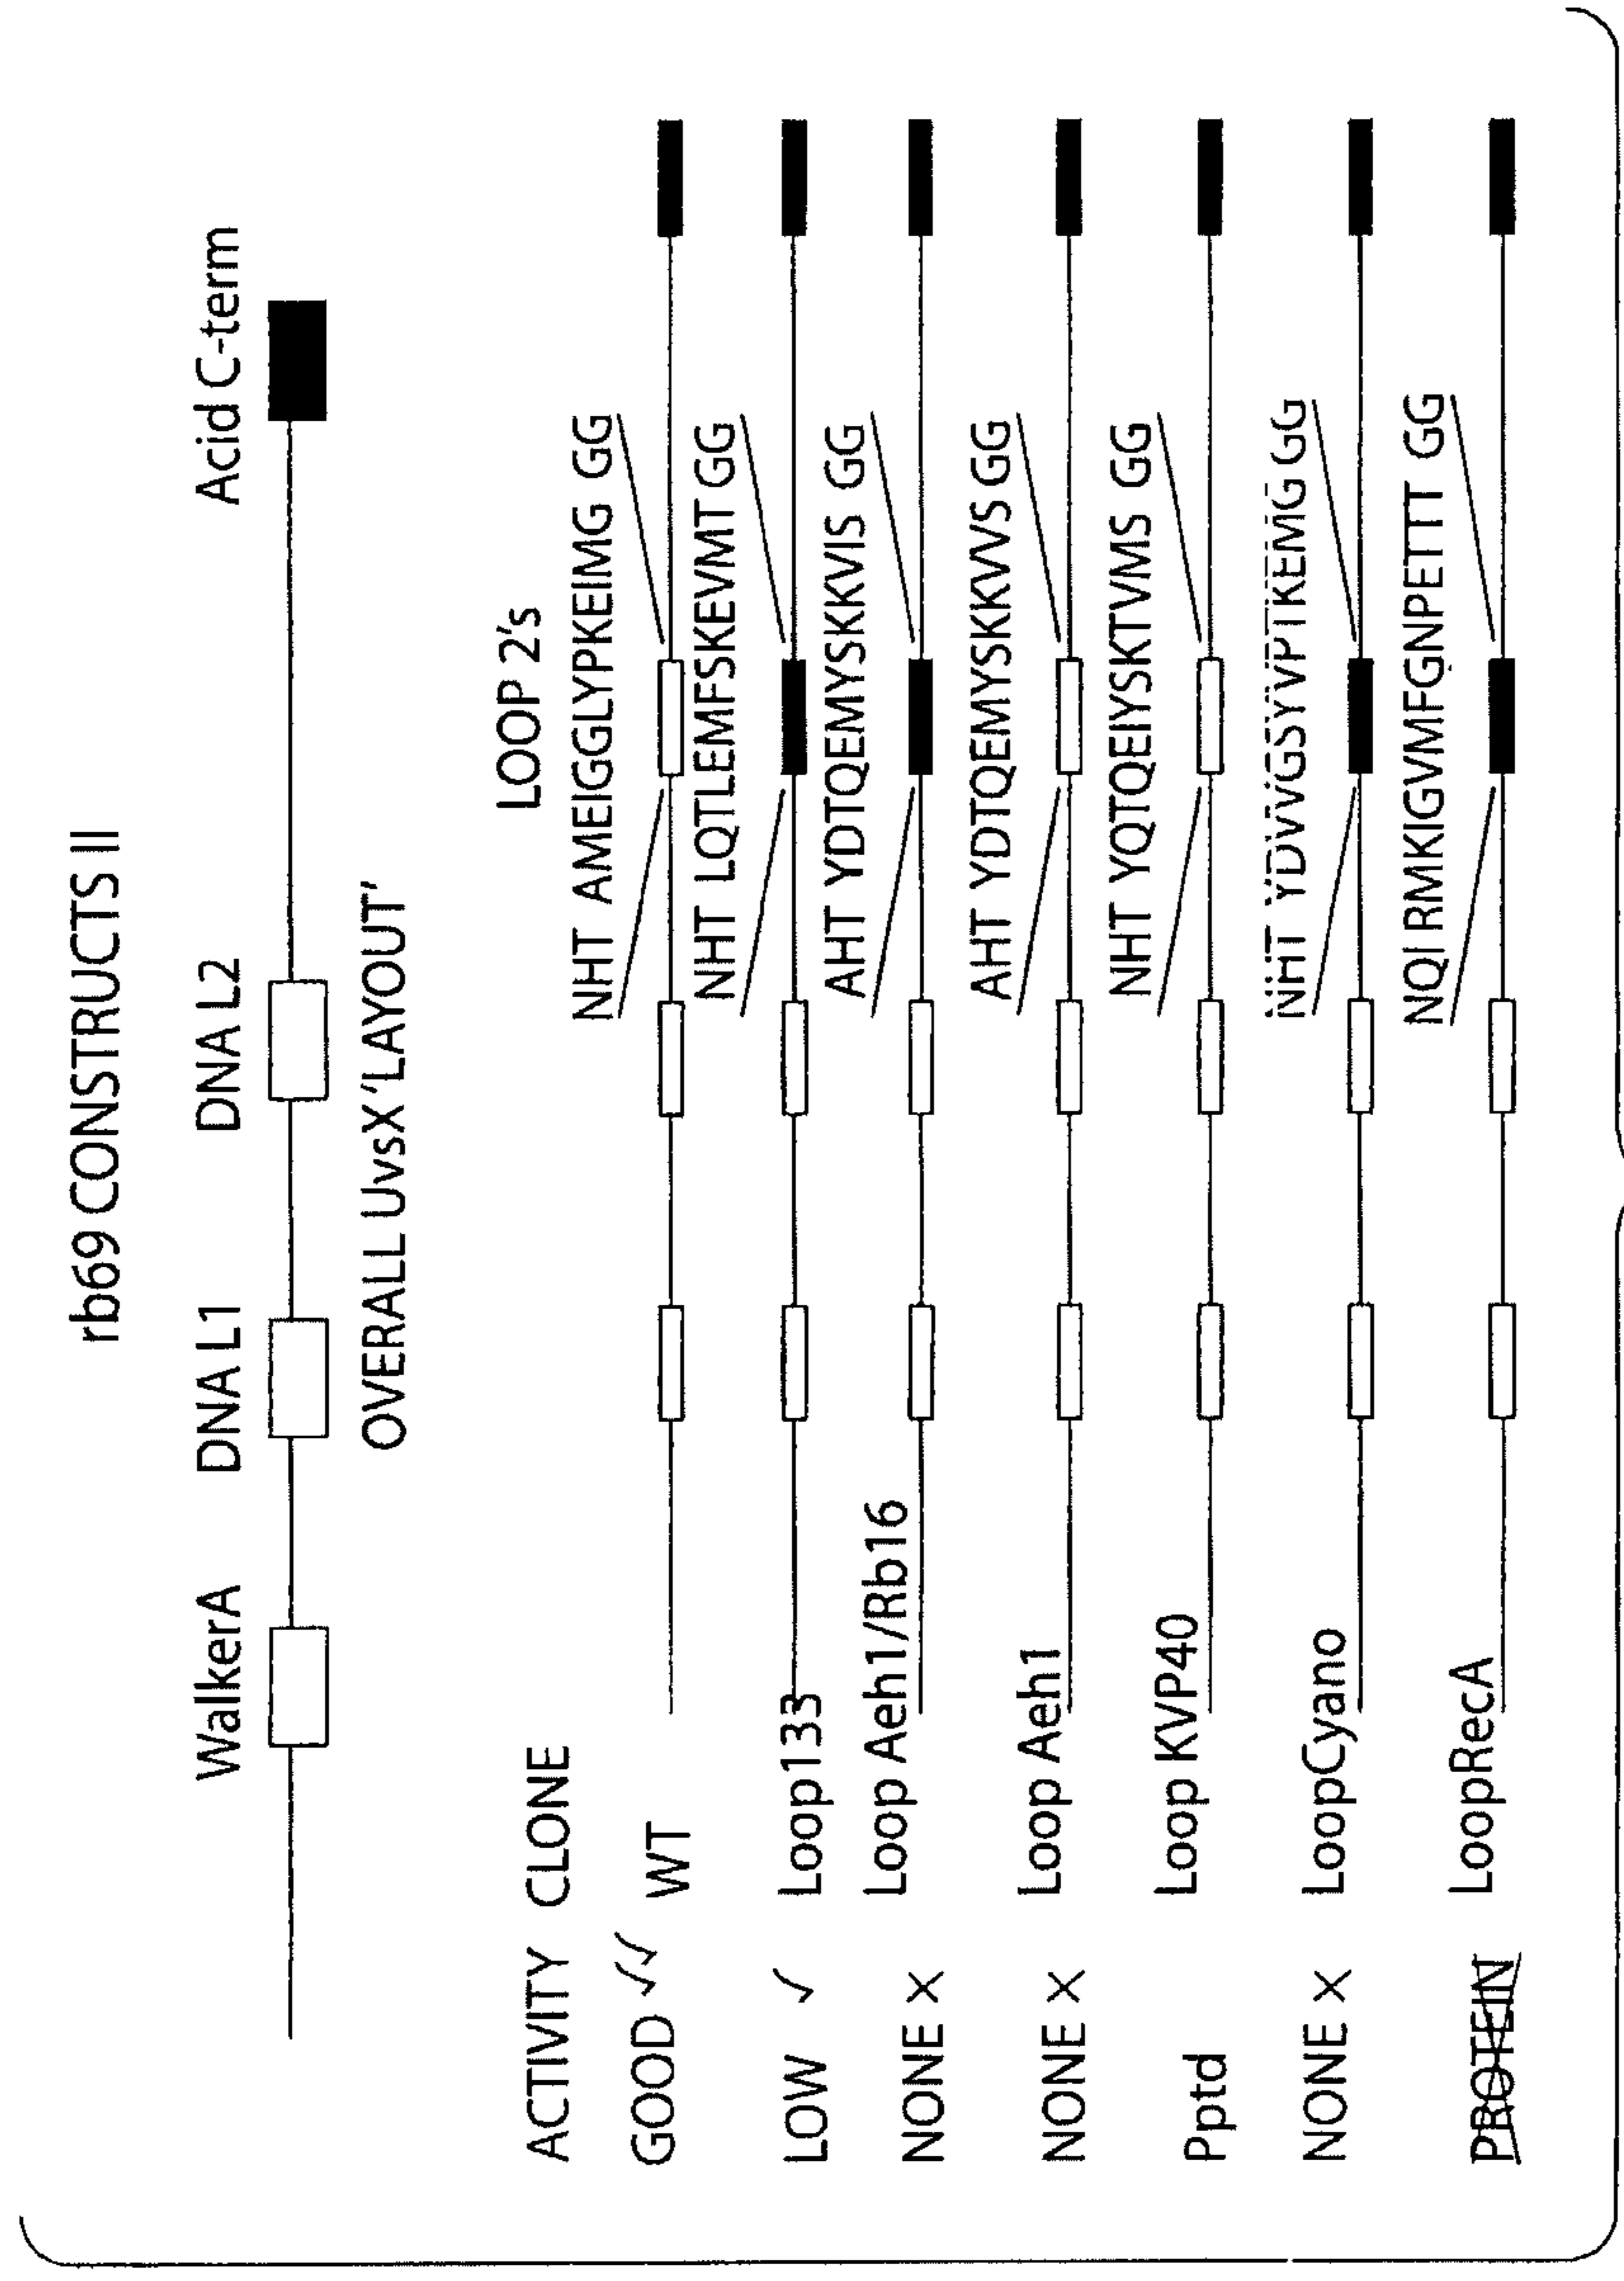 rb69 CONSTRUCTS II
WalkerA DNA L1 DNA L2 Acid C-term
OVERALL UvsX 'LAYOUT'
LOOP 2's
ACTIVITY CLONE
NHT AMEIGGLYPKEIMG GG
GOOD ✓✓ WT
NHT LQTLEMFSKEVMT GG
LOW ✓ Loop133
AHT YDTQEMYSKKVIS GG
NONE × Loop Aeh1/Rb16
AHT YDTQEMYSKKVVS GG
NONE × Loop Aeh1
NHT YQTQEIYSKTVMS GG
Pptd Loop KVP40
NHT YDVVGSYVPTKEMG GG
NONE × LoopCyano
NQI RMKIGVMFGNPETTT GG
PROTEIN LoopRecA